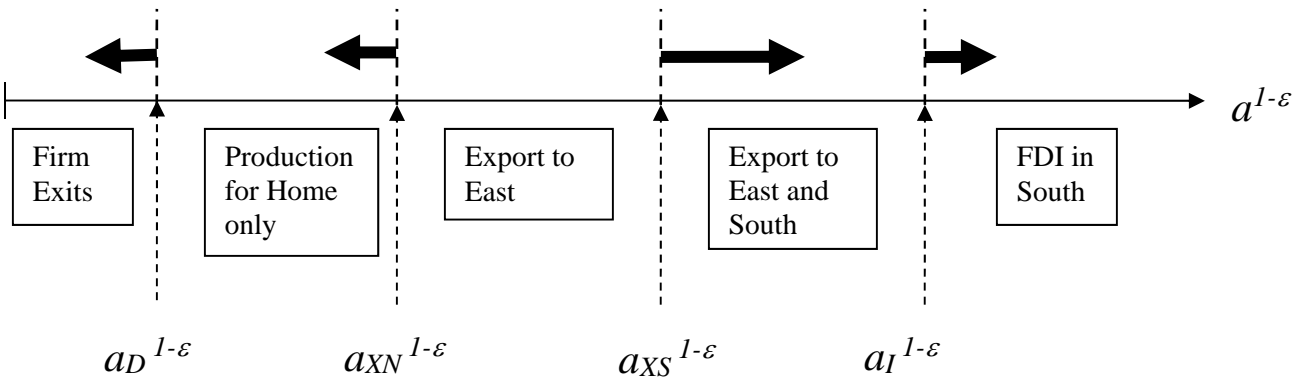 a^{1-ε}
Firm
Exits
Production
for Home
only
Export to
East
Export to
East and
South
FDI in
South
a_D^{1-ε}
a_{XN}^{1-ε}
a_{XS}^{1-ε}
a_I^{1-ε}